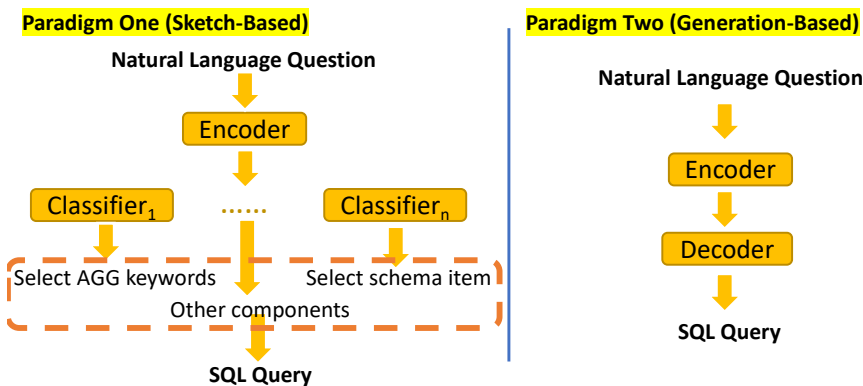 Paradigm One (Sketch-Based)
Natural Language Question
Encoder
Classifier1
......
Classifiern
Select AGG keywords
Select schema item
Other components
SQL Query
Paradigm Two (Generation-Based)
Natural Language Question
Encoder
Decoder
SQL Query